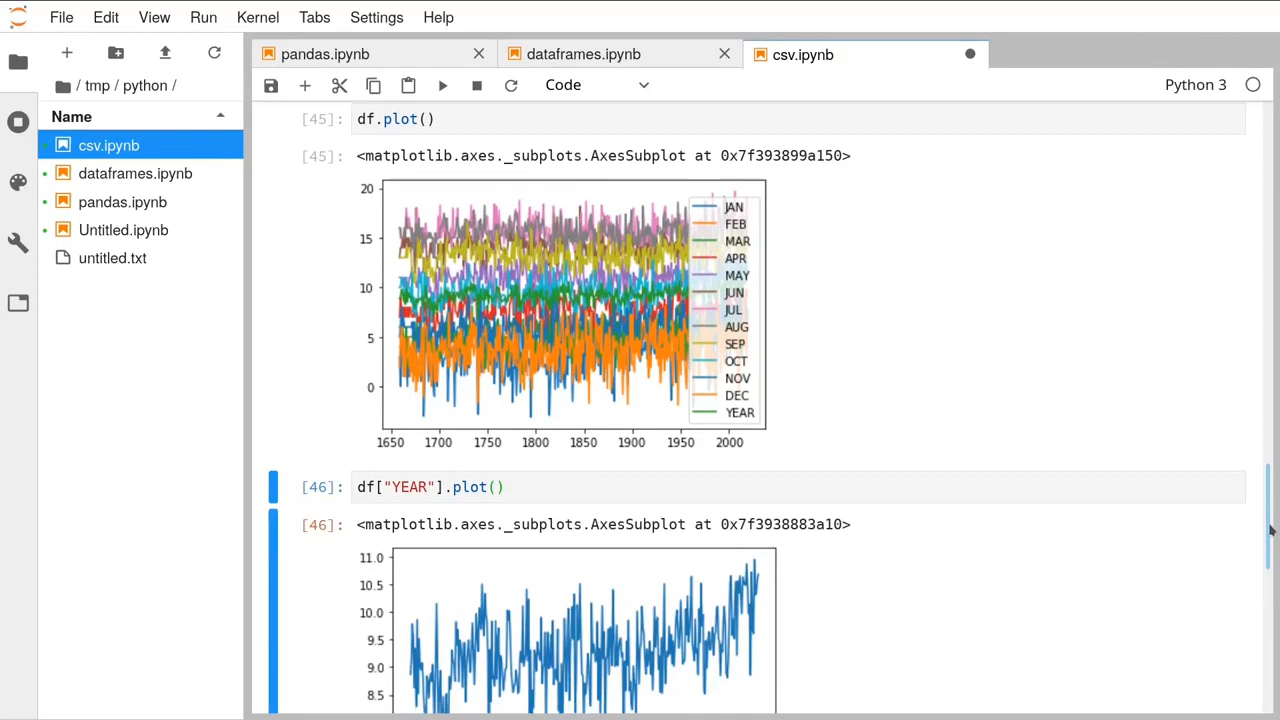 File Edit View Run Kernel Tabs Settings Help
pandas.ipynb dataframes.ipynb csv.ipynb
/ tmp / python /
Code Python 3
Name
csv.ipynb
dataframes.ipynb
pandas.ipynb
Untitled.ipynb
untitled.txt
[45]: df.plot()
[45]: <matplotlib.axes._subplots.AxesSubplot at 0x7f393899a150>
20
15
10
5
0
1650 1700 1750 1800 1850 1900 1950 2000
JAN
FEB
MAR
APR
MAY
JUN
JUL
AUG
SEP
OCT
NOV
DEC
YEAR
[46]: df["YEAR"].plot()
[46]: <matplotlib.axes._subplots.AxesSubplot at 0x7f3938883a10>
11.0
10.5
10.0
9.5
9.0
8.5